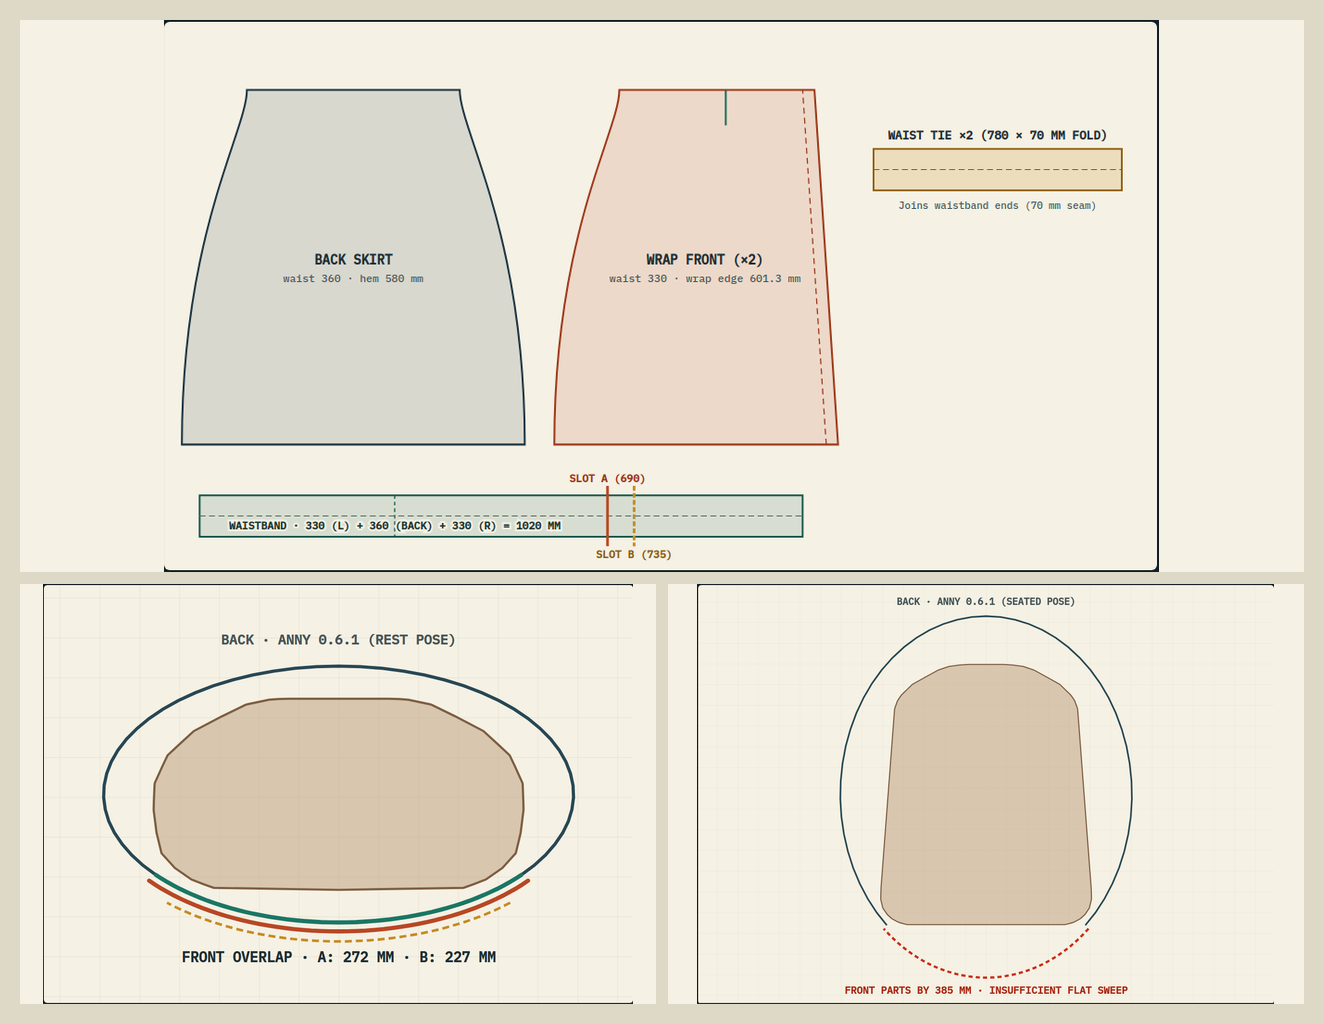 WAIST TIE ×2 (780 × 70 MM FOLD)
Joins waistband ends (70 mm seam)
BACK SKIRT
waist 360 · hem 580 mm
WRAP FRONT (×2)
waist 330 · wrap edge 601.3 mm
SLOT A (690)
WAISTBAND · 330 (L) + 360 (BACK) + 330 (R) = 1020 MM
SLOT B (735)
BACK · ANNY 0.6.1 (REST POSE)
FRONT OVERLAP · A: 272 MM · B: 227 MM
BACK · ANNY 0.6.1 (SEATED POSE)
FRONT PARTS BY 385 MM · INSUFFICIENT FLAT SWEEP